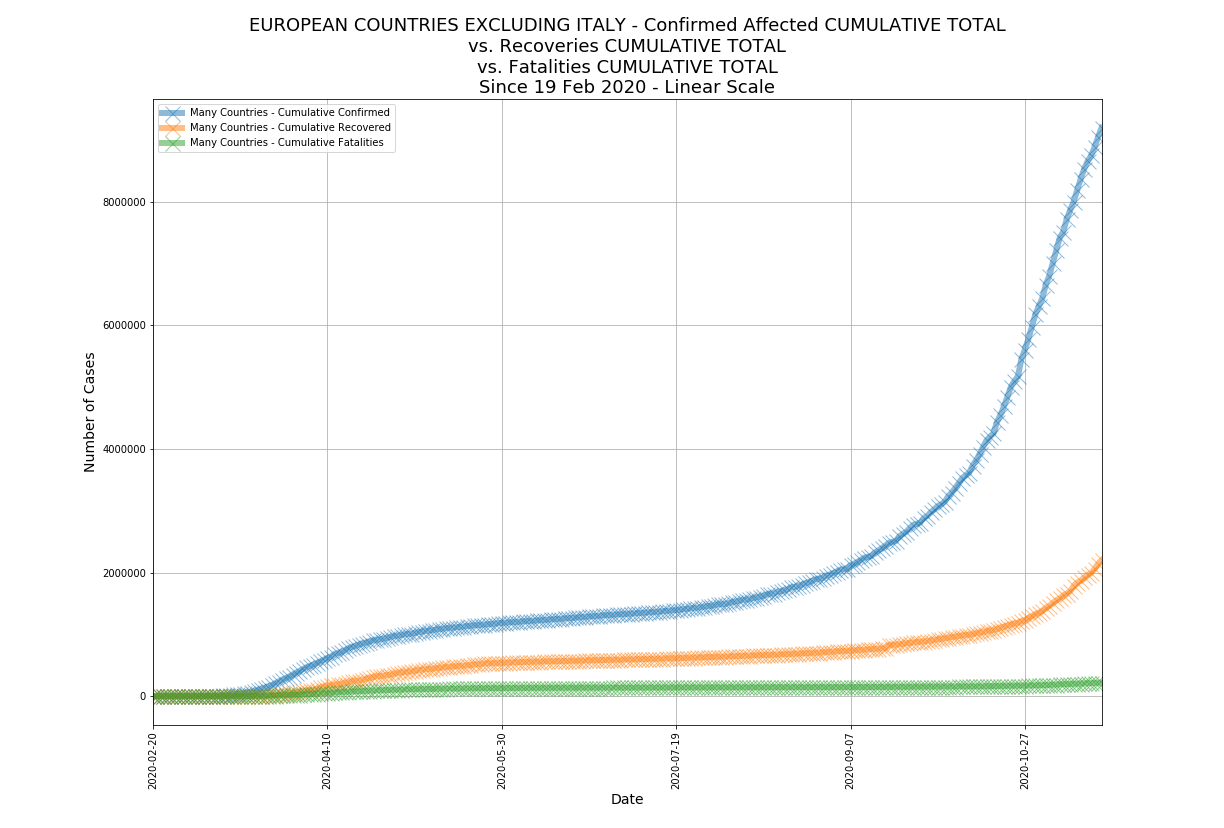 EUROPEAN COUNTRIES EXCLUDING ITALY - Confirmed Affected CUMULATIVE TOTAL
vs. Recoveries CUMULATIVE TOTAL
vs. Fatalities CUMULATIVE TOTAL
Since 19 Feb 2020 - Linear Scale
Many Countries - Cumulative Confirmed
Many Countries - Cumulative Recovered
Many Countries - Cumulative Fatalities
Number of Cases
8000000
6000000
4000000
2000000
0
2020-02-20
2020-04-10
2020-05-30
2020-07-19
2020-09-07
2020-10-27
Date